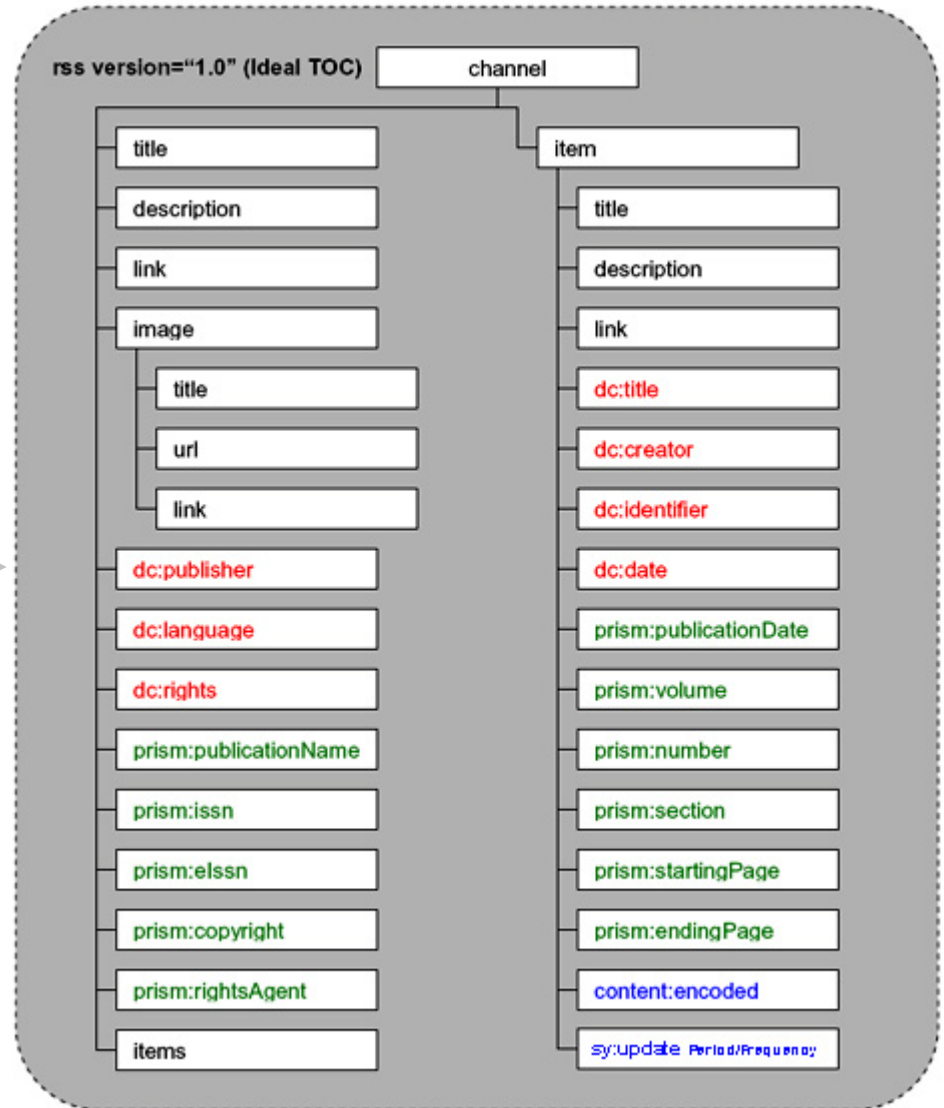 rss version=“1.0” (Ideal TOC)
channel
title
description
link
image
title
url
link
dc:publisher
dc:language
dc:rights
prism:publicationName
prism:issn
prism:eIssn
prism:copyright
prism:rightsAgent
items
item
title
description
link
dc:title
dc:creator
dc:identifier
dc:date
prism:publicationDate
prism:volume
prism:number
prism:section
prism:startingPage
prism:endingPage
content:encoded
sy:update Period/Frequency